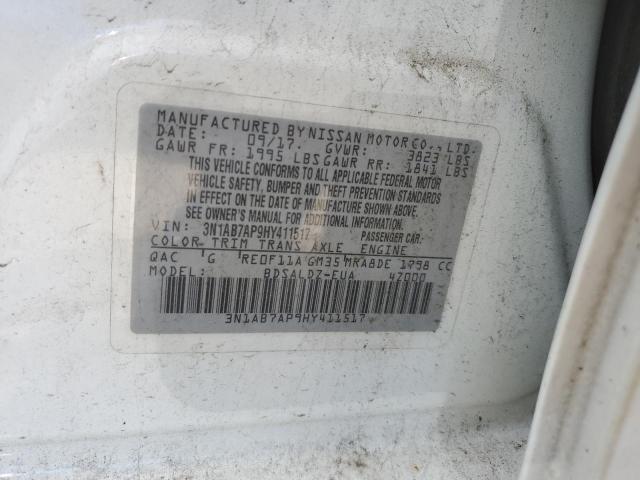 MANUFACTURED BY NISSAN MOTOR CO., LTD.
DATE: 09/17. GVWR: 3823 LBS
GAWR FR: 1995 LBS GAWR RR: 1841 LBS
THIS VEHICLE CONFORMS TO ALL APPLICABLE FEDERAL MOTOR
VEHICLE SAFETY, BUMPER AND THEFT PREVENTION STANDARDS
IN EFFECT ON THE DATE OF MANUFACTURE SHOWN ABOVE.
SEE OWNER'S MANUAL FOR ADDITIONAL INFORMATION.
VIN: 3N1AB7AP9HY411517 PASSENGER CAR.
COLOR TRIM TRANS AXLE ENGINE
QAC G RE0F11A GM35 MRA8DE 1798 CC
MODEL: BDSALDZ-EUA 42000
3N1AB7AP9HY411517